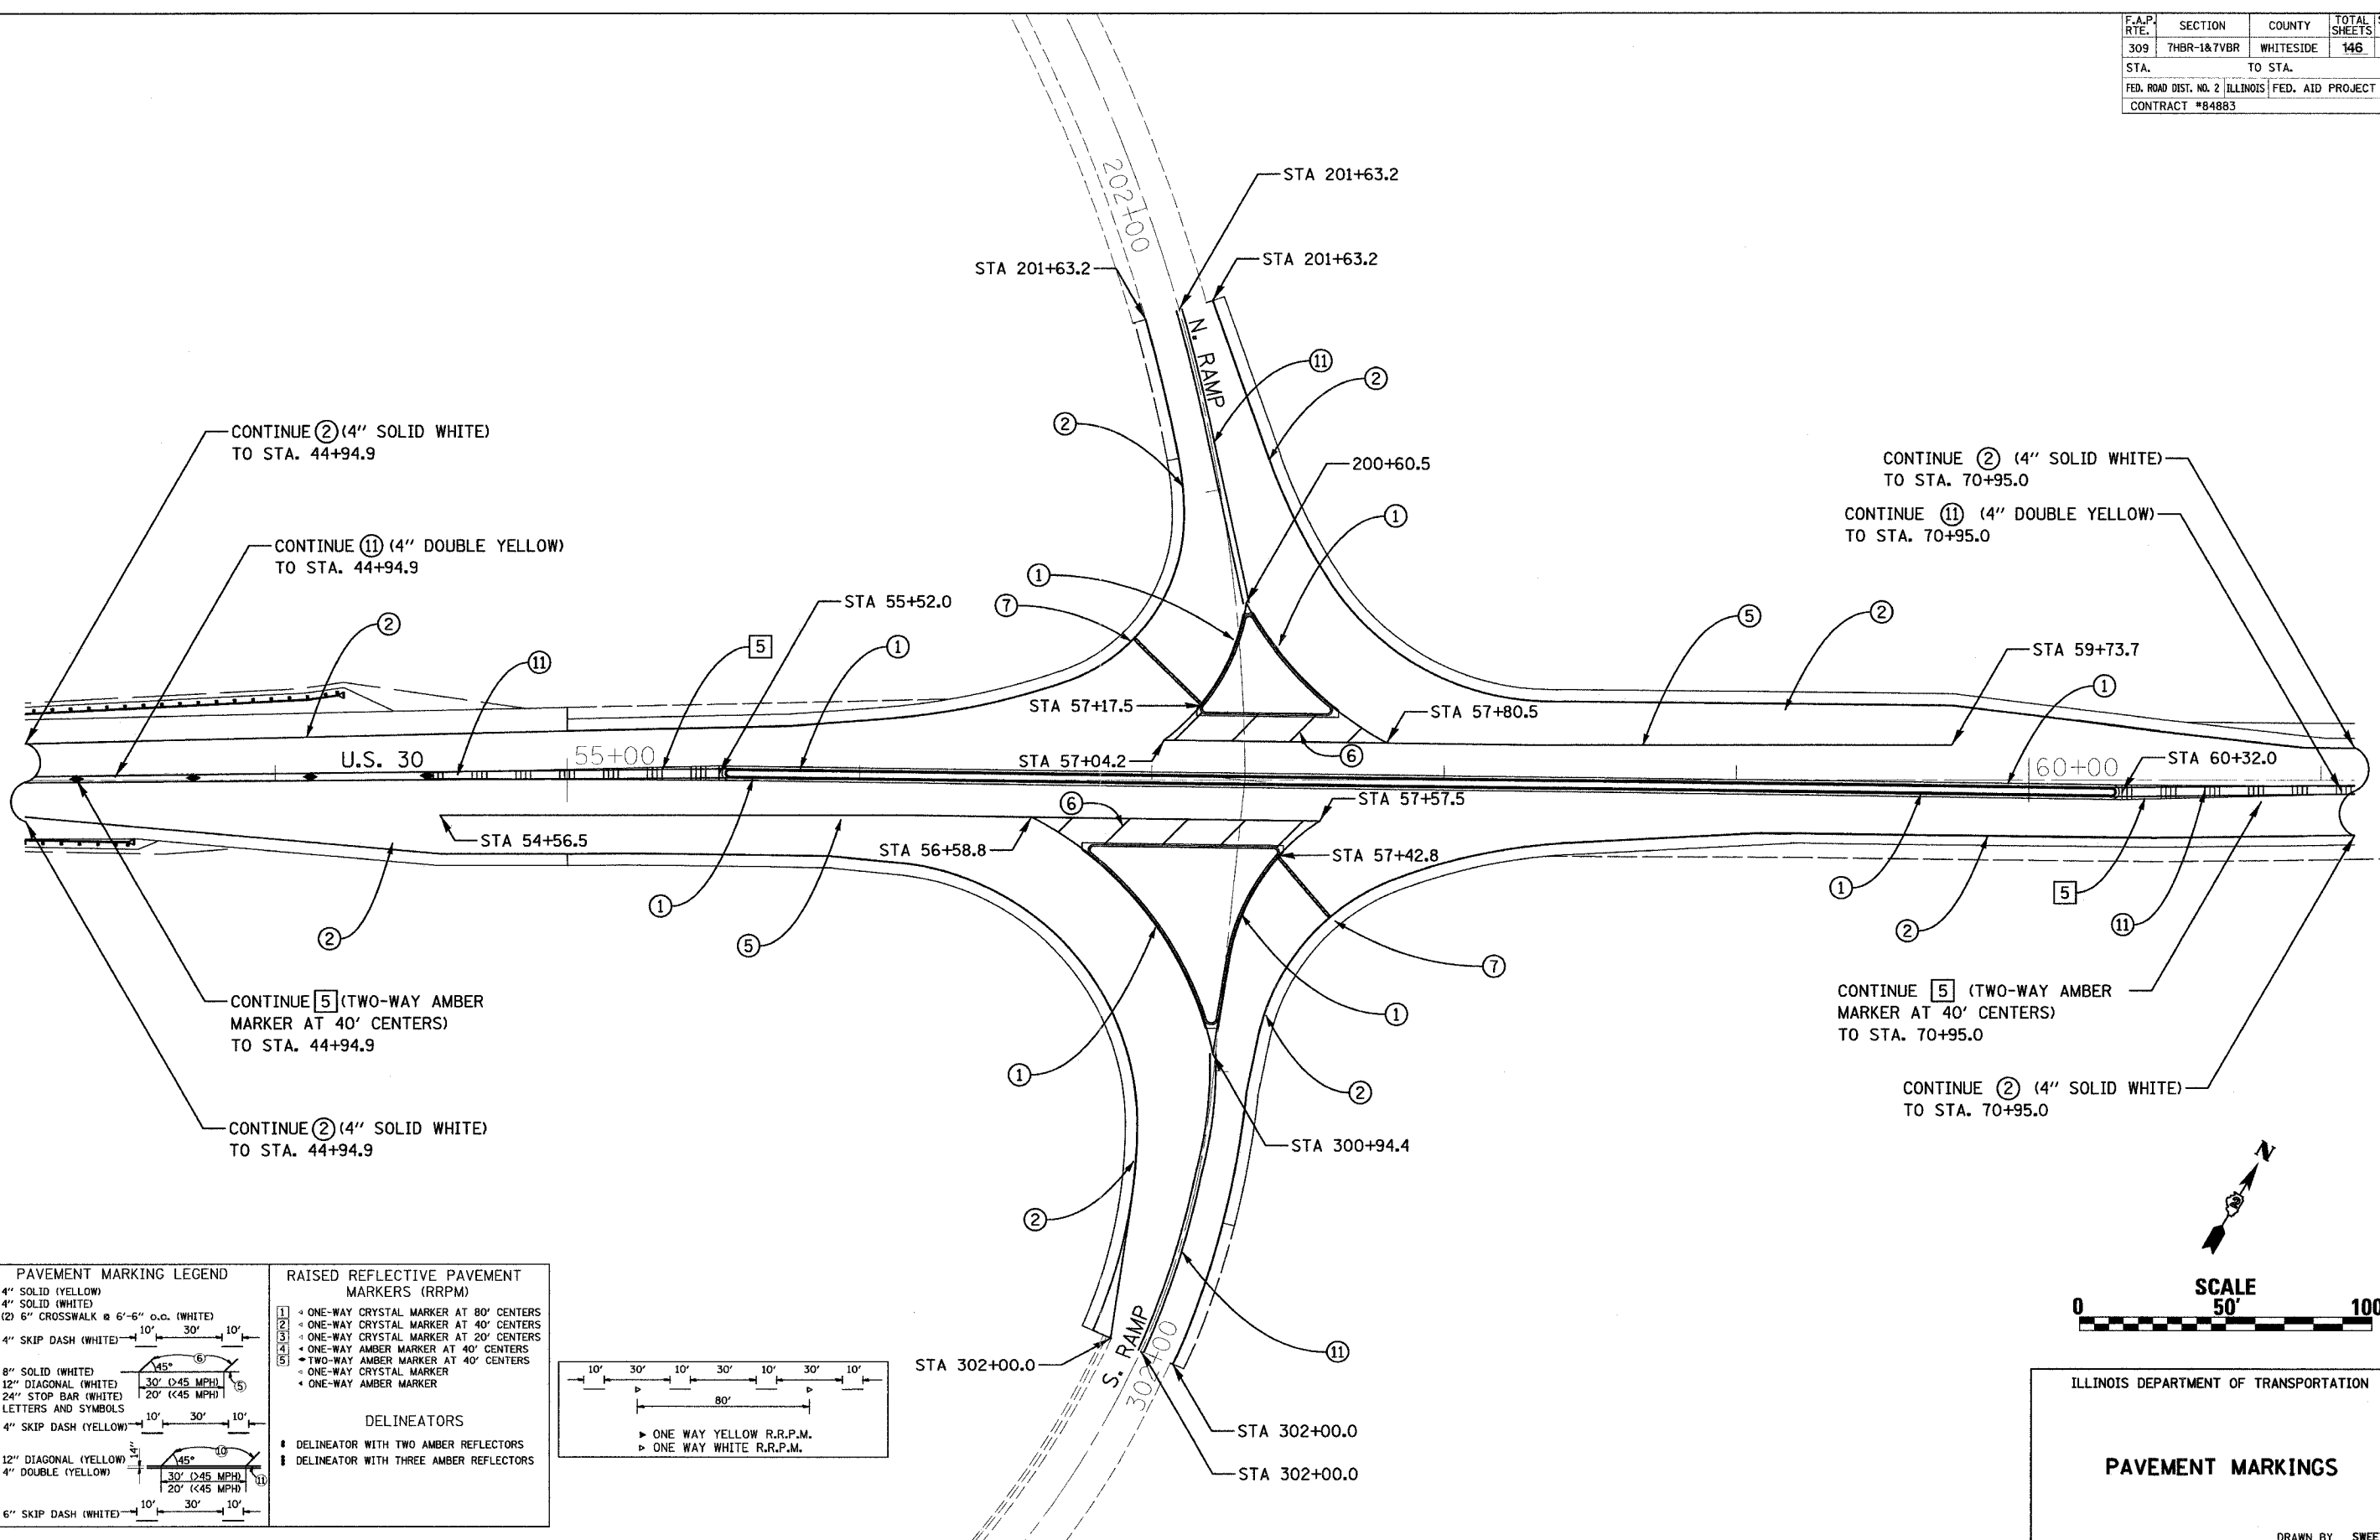 F.A.P. RTE. SECTION COUNTY TOTAL SHEETS
309 7HBR-1&7VBR WHITESIDE 146
STA. TO STA.
FED. ROAD DIST. NO. 2 ILLINOIS FED. AID PROJECT
CONTRACT #84883
202+00
STA 201+63.2
STA 201+63.2
STA 201+63.2
N. RAMP
11
2
2
200+60.5
1
1
7
CONTINUE 2 (4" SOLID WHITE)
TO STA. 44+94.9
CONTINUE 11 (4" DOUBLE YELLOW)
TO STA. 44+94.9
CONTINUE 2 (4" SOLID WHITE)
TO STA. 70+95.0
CONTINUE 11 (4" DOUBLE YELLOW)
TO STA. 70+95.0
2
11
5
STA 55+52.0
1
5
2
STA 59+73.7
1
STA 57+17.5
STA 57+80.5
STA 57+04.2
6
U.S. 30
55+00
60+00
STA 60+32.0
6
STA 57+57.5
STA 54+56.5
STA 56+58.8
STA 57+42.8
2
1
5
7
1
5
2
11
CONTINUE 5 (TWO-WAY AMBER
MARKER AT 40' CENTERS)
TO STA. 44+94.9
CONTINUE 5 (TWO-WAY AMBER
MARKER AT 40' CENTERS)
TO STA. 70+95.0
1
1
2
CONTINUE 2 (4" SOLID WHITE)
TO STA. 44+94.9
CONTINUE 2 (4" SOLID WHITE)
TO STA. 70+95.0
STA 300+94.4
2
11
S. RAMP
302+00
STA 302+00.0
STA 302+00.0
STA 302+00.0
N
SCALE
0 50' 100
PAVEMENT MARKING LEGEND
4" SOLID (YELLOW)
4" SOLID (WHITE)
(2) 6" CROSSWALK @ 6'-6" o.c. (WHITE)
4" SKIP DASH (WHITE) 10' 30' 10'
8" SOLID (WHITE) 45° 6
12" DIAGONAL (WHITE) 30' (>45 MPH) 5
24" STOP BAR (WHITE) 20' (<45 MPH)
LETTERS AND SYMBOLS
4" SKIP DASH (YELLOW) 10' 30' 10'
12" DIAGONAL (YELLOW) 14" 45° 10
4" DOUBLE (YELLOW) 30' (>45 MPH) 11
20' (<45 MPH)
6" SKIP DASH (WHITE) 10' 30' 10'
RAISED REFLECTIVE PAVEMENT
MARKERS (RRPM)
1 ONE-WAY CRYSTAL MARKER AT 80' CENTERS
2 ONE-WAY CRYSTAL MARKER AT 40' CENTERS
3 ONE-WAY CRYSTAL MARKER AT 20' CENTERS
4 ONE-WAY AMBER MARKER AT 40' CENTERS
5 TWO-WAY AMBER MARKER AT 40' CENTERS
ONE-WAY CRYSTAL MARKER
ONE-WAY AMBER MARKER
DELINEATORS
DELINEATOR WITH TWO AMBER REFLECTORS
DELINEATOR WITH THREE AMBER REFLECTORS
10' 30' 10' 30' 10' 30' 10'
80'
ONE WAY YELLOW R.R.P.M.
ONE WAY WHITE R.R.P.M.
ILLINOIS DEPARTMENT OF TRANSPORTATION
PAVEMENT MARKINGS
DRAWN BY